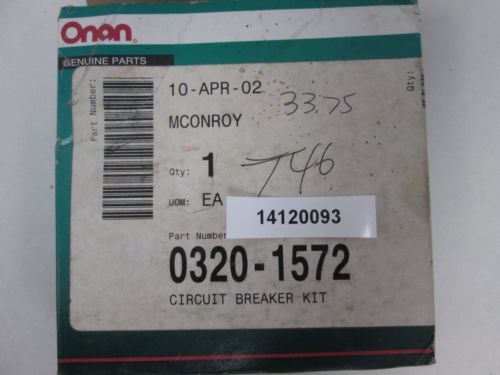 Onan
GENUINE PARTS
Part Number:
Qty:
10-APR-02
33.75
MCONROY
Qty: 1
J46
UOM: EA
14120093
Part Number
0320-1572
CIRCUIT BREAKER KIT